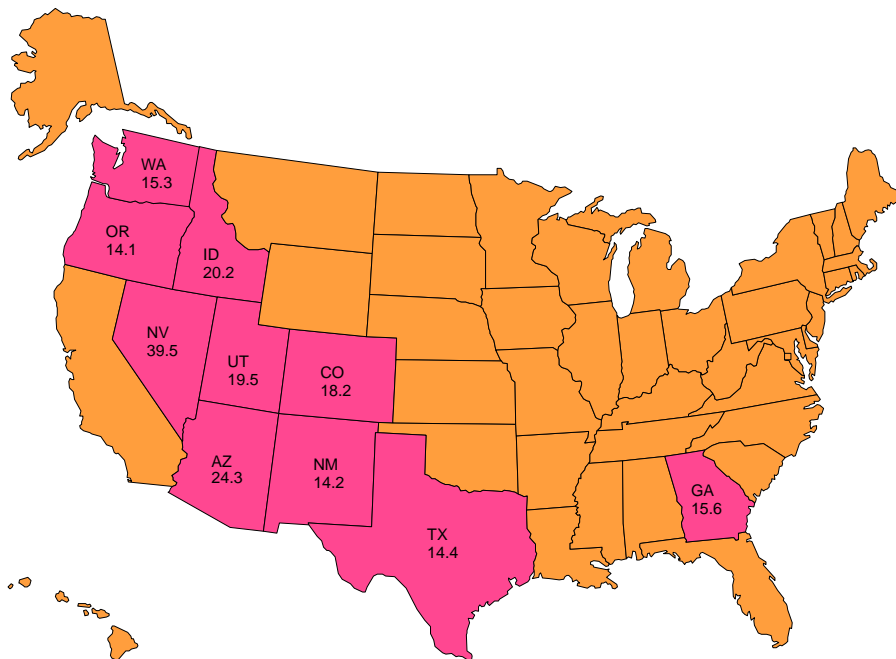 WA
15.3
OR
14.1
ID
20.2
NV
39.5
UT
19.5
CO
18.2
AZ
24.3
NM
14.2
GA
15.6
TX
14.4